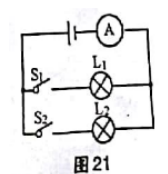 A
S₁ L₁
S₂ L₂
图21